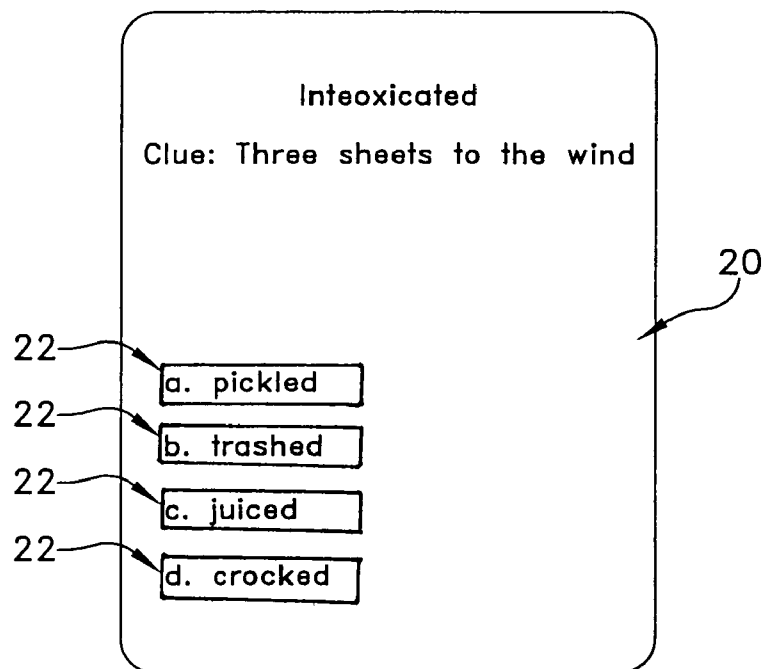 Inteoxicated
Clue: Three sheets to the wind
20
22
a. pickled
22
b. trashed
22
c. juiced
22
d. crocked